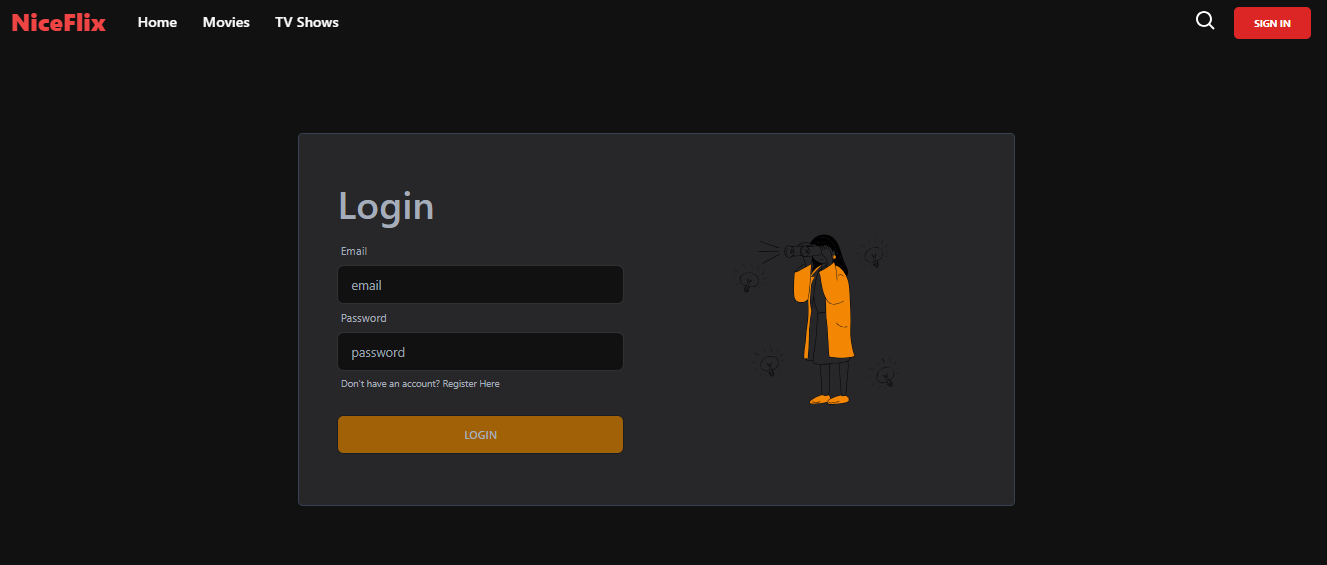 NiceFlix Home Movies TV Shows SIGN IN
Login
Email
email
Password
password
Don't have an account? Register Here
LOGIN